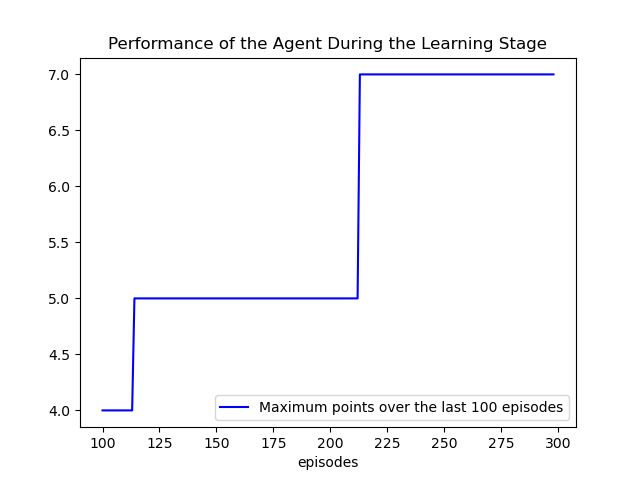 Performance of the Agent During the Learning Stage
7.0
6.5
6.0
5.5
5.0
4.5
4.0
Maximum points over the last 100 episodes
100 125 150 175 200 225 250 275 300
episodes